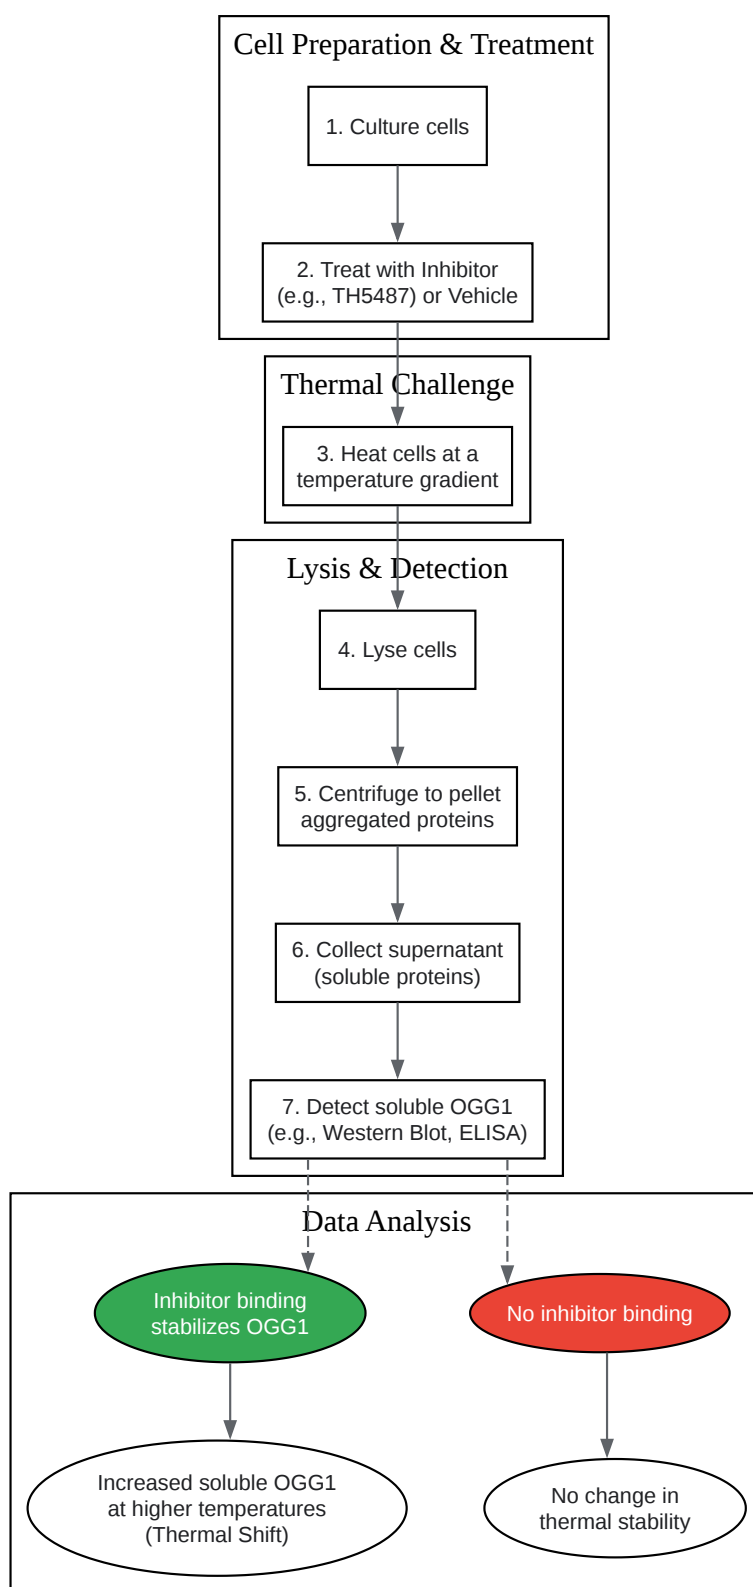 Cell Preparation & Treatment
1. Culture cells
2. Treat with Inhibitor
(e.g., TH5487) or Vehicle
Thermal Challenge
3. Heat cells at a
temperature gradient
Lysis & Detection
4. Lyse cells
5. Centrifuge to pellet
aggregated proteins
6. Collect supernatant
(soluble proteins)
7. Detect soluble OGG1
(e.g., Western Blot, ELISA)
Data Analysis
Inhibitor binding
stabilizes OGG1
No inhibitor binding
Increased soluble OGG1
at higher temperatures
(Thermal Shift)
No change in
thermal stability